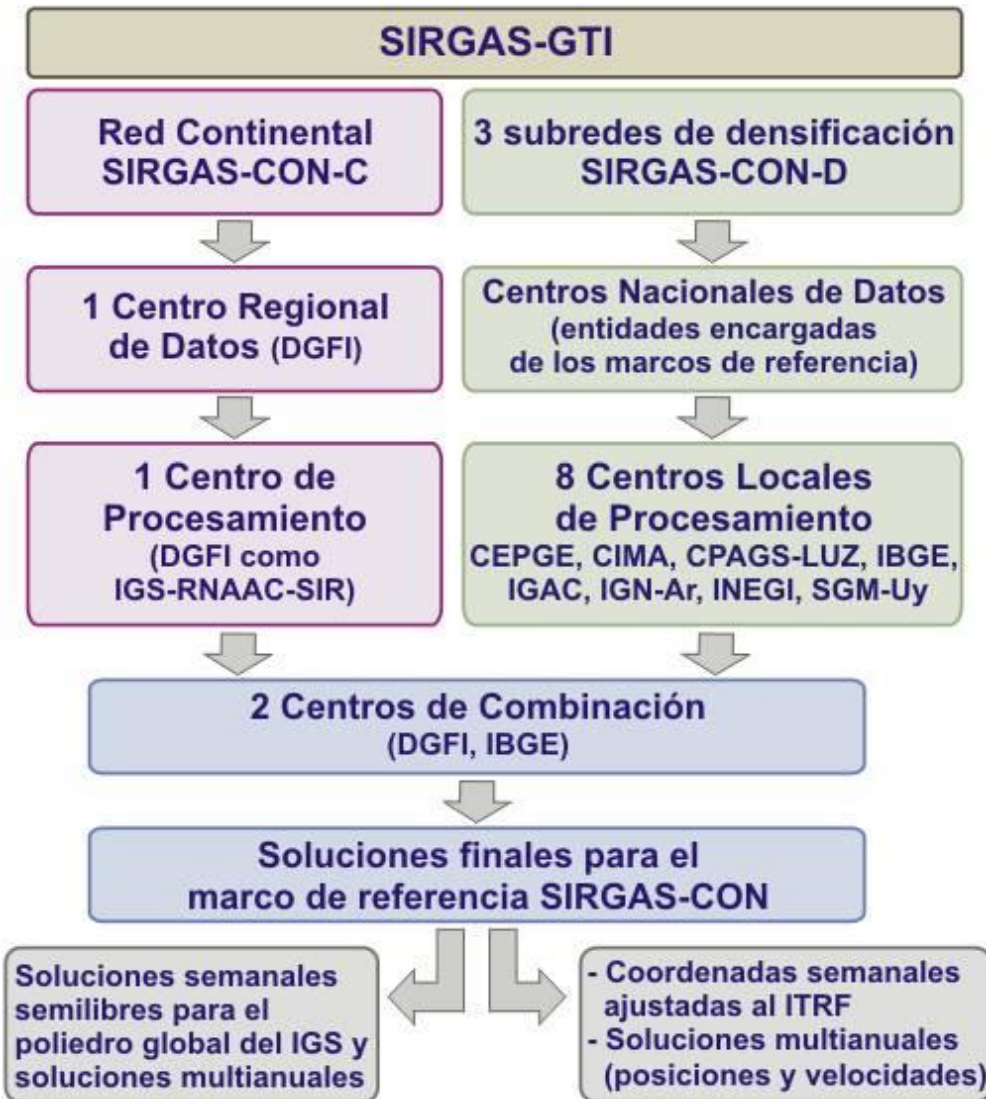 SIRGAS-GTI
Red Continental
SIRGAS-CON-C
3 subredes de densificación
SIRGAS-CON-D
1 Centro Regional
de Datos (DGFI)
Centros Nacionales de Datos
(entidades encargadas
de los marcos de referencia)
1 Centro de
Procesamiento
(DGFI como
IGS-RNAAC-SIR)
8 Centros Locales
de Procesamiento
CEPGE, CIMA, CPAGS-LUZ, IBGE,
IGAC, IGN-Ar, INEGI, SGM-Uy
2 Centros de Combinación
(DGFI, IBGE)
Soluciones finales para el
marco de referencia SIRGAS-CON
Soluciones semanales
semilibres para el
poliedro global del IGS y
soluciones multianuales
- Coordenadas semanales
ajustadas al ITRF
- Soluciones multianuales
(posiciones y velocidades)